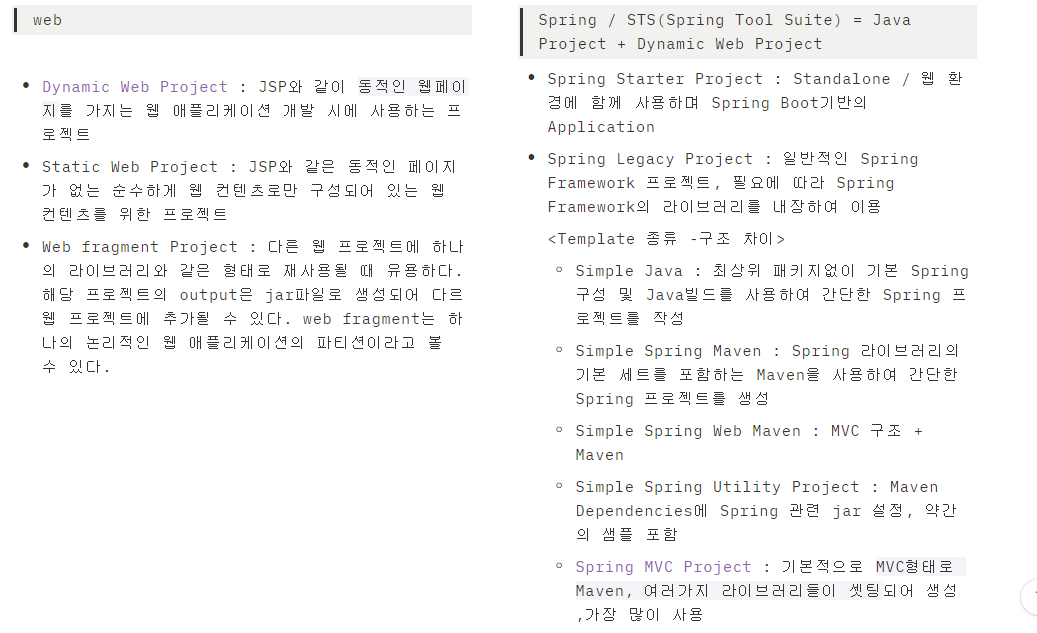 web
Dynamic Web Project : JSP와 같이 동적인 웹페이
지를 가지는 웹 애플리케이션 개발 시에 사용하는 프
로젝트
Static Web Project : JSP와 같은 동적인 페이지
가 없는 순수하게 웹 컨텐츠로만 구성되어 있는 웹
컨텐츠를 위한 프로젝트
Web fragment Project : 다른 웹 프로젝트에 하나
의 라이브러리와 같은 형태로 재사용될 때 유용하다.
해당 프로젝트의 output은 jar파일로 생성되어 다르
웹 프로젝트에 추가될 수 있다. web fragment는 하
나의 논리적인 웹 애플리케이션의 파티션이라고 볼
수 있다.
Spring / STS(Spring Tool Suite) = Java
Project + Dynamic Web Project
Spring Starter Project : Standalone / 웹 환
경에 함께 사용하며 Spring Boot기반의
Application
Spring Legacy Project : 일반적인 Spring
Framework 프로젝트, 필요에 따라 Spring
Framework의 라이브러리를 내장하여 이용
<Template 종류 -구조 차이>
Simple Java : 최상위 패키지없이 기본 Spring
구성 및 Java빌드를 사용하여 간단한 Spring 프
로젝트를 작성
Simple Spring Maven : Spring 라이브러리의
기본 세트를 포함하는 Maven을 사용하여 간단한
Spring 프로젝트를 생성
Simple Spring Web Maven : MVC 구조 +
Maven
Simple Spring Utility Project : Maven
Dependencies에 Spring 관련 jar 설정, 약간
의 샘플 포함
Spring MVC Project : 기본적으로 MVC형태로
Maven, 여러가지 라이브러리들이 셋팅되어 생성
,가장 많이 사용